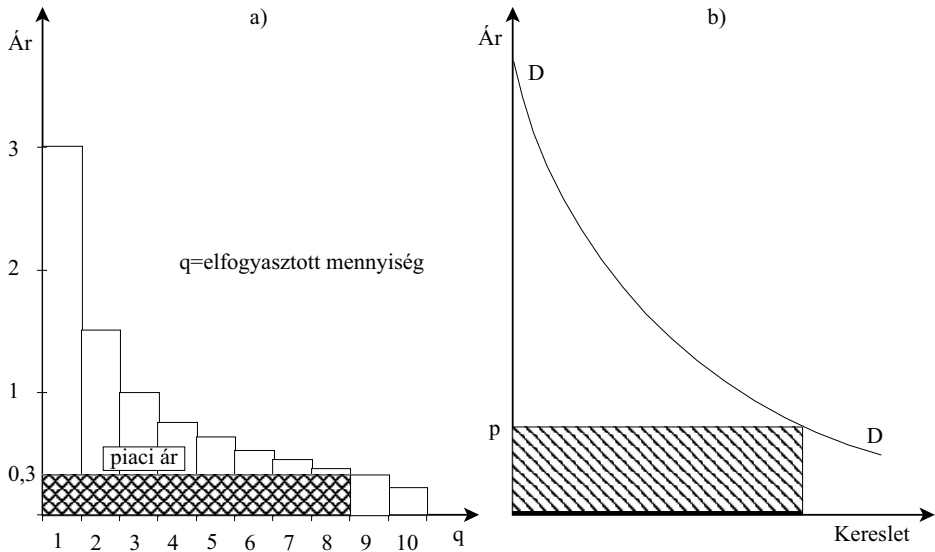 a)
Ár
3
2
q=elfogyasztott mennyiség
1
piaci ár
0,3
1 2 3 4 5 6 7 8 9 10 q
b)
Ár
D
p
D
Kereslet